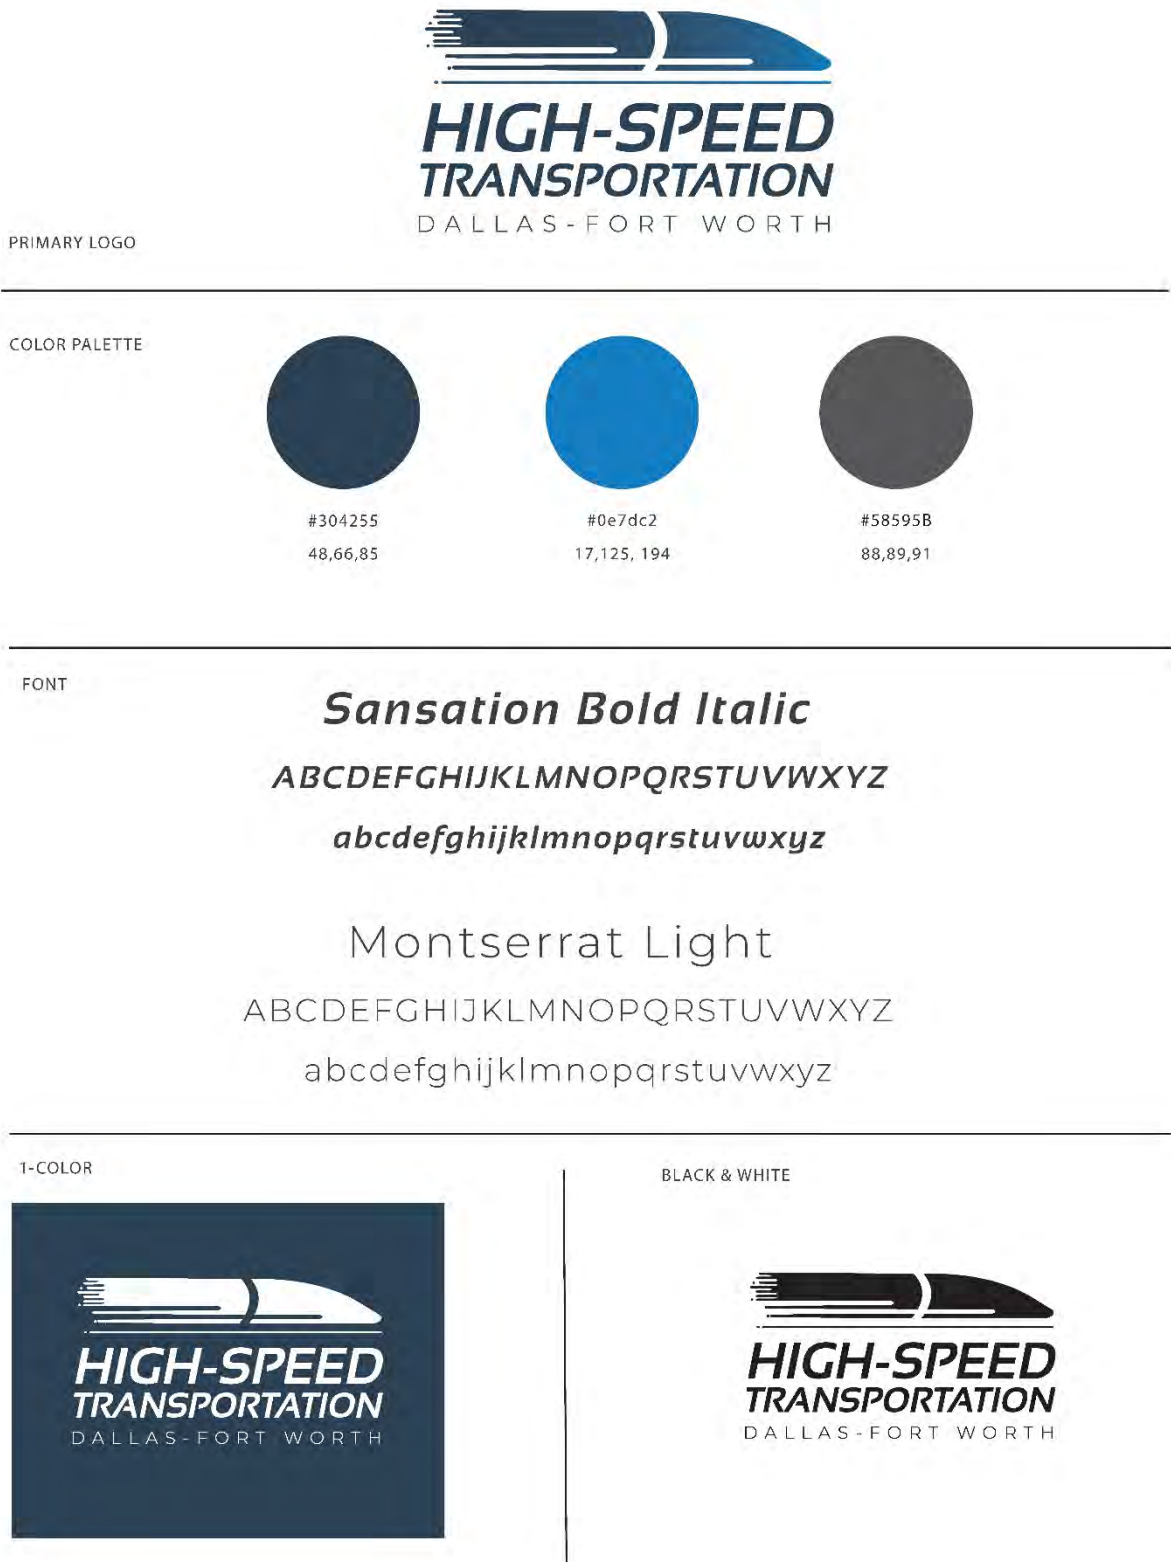 HIGH-SPEED
TRANSPORTATION
DALLAS-FORT WORTH
PRIMARY LOGO
COLOR PALETTE
#304255
48,66,85
#0e7dc2
17,125, 194
#58595B
88,89,91
FONT
Sansation Bold Italic
ABCDEFGHIJKLMNOPQRSTUVWXYZ
abcdefghijklmnopqrstuvwxyz
Montserrat Light
ABCDEFGHIJKLMNOPQRSTUVWXYZ
abcdefghijklmnopqrstuvwxyz
1-COLOR
HIGH-SPEED
TRANSPORTATION
DALLAS-FORT WORTH
BLACK & WHITE
HIGH-SPEED
TRANSPORTATION
DALLAS-FORT WORTH